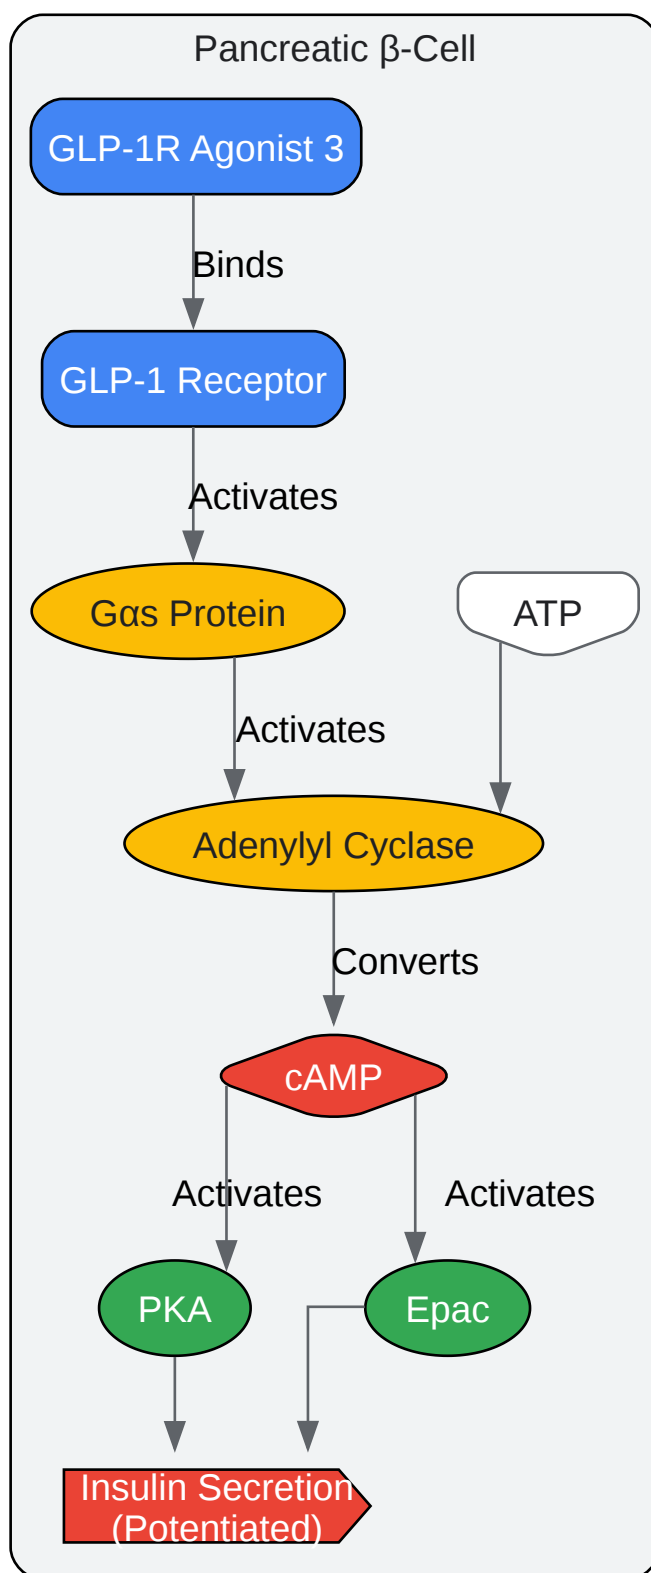 Pancreatic β-Cell
GLP-1R Agonist 3
Binds
GLP-1 Receptor
Activates
Gαs Protein
ATP
Activates
Adenylyl Cyclase
Converts
cAMP
Activates
Activates
PKA
Epac
Insulin Secretion
(Potentiated)